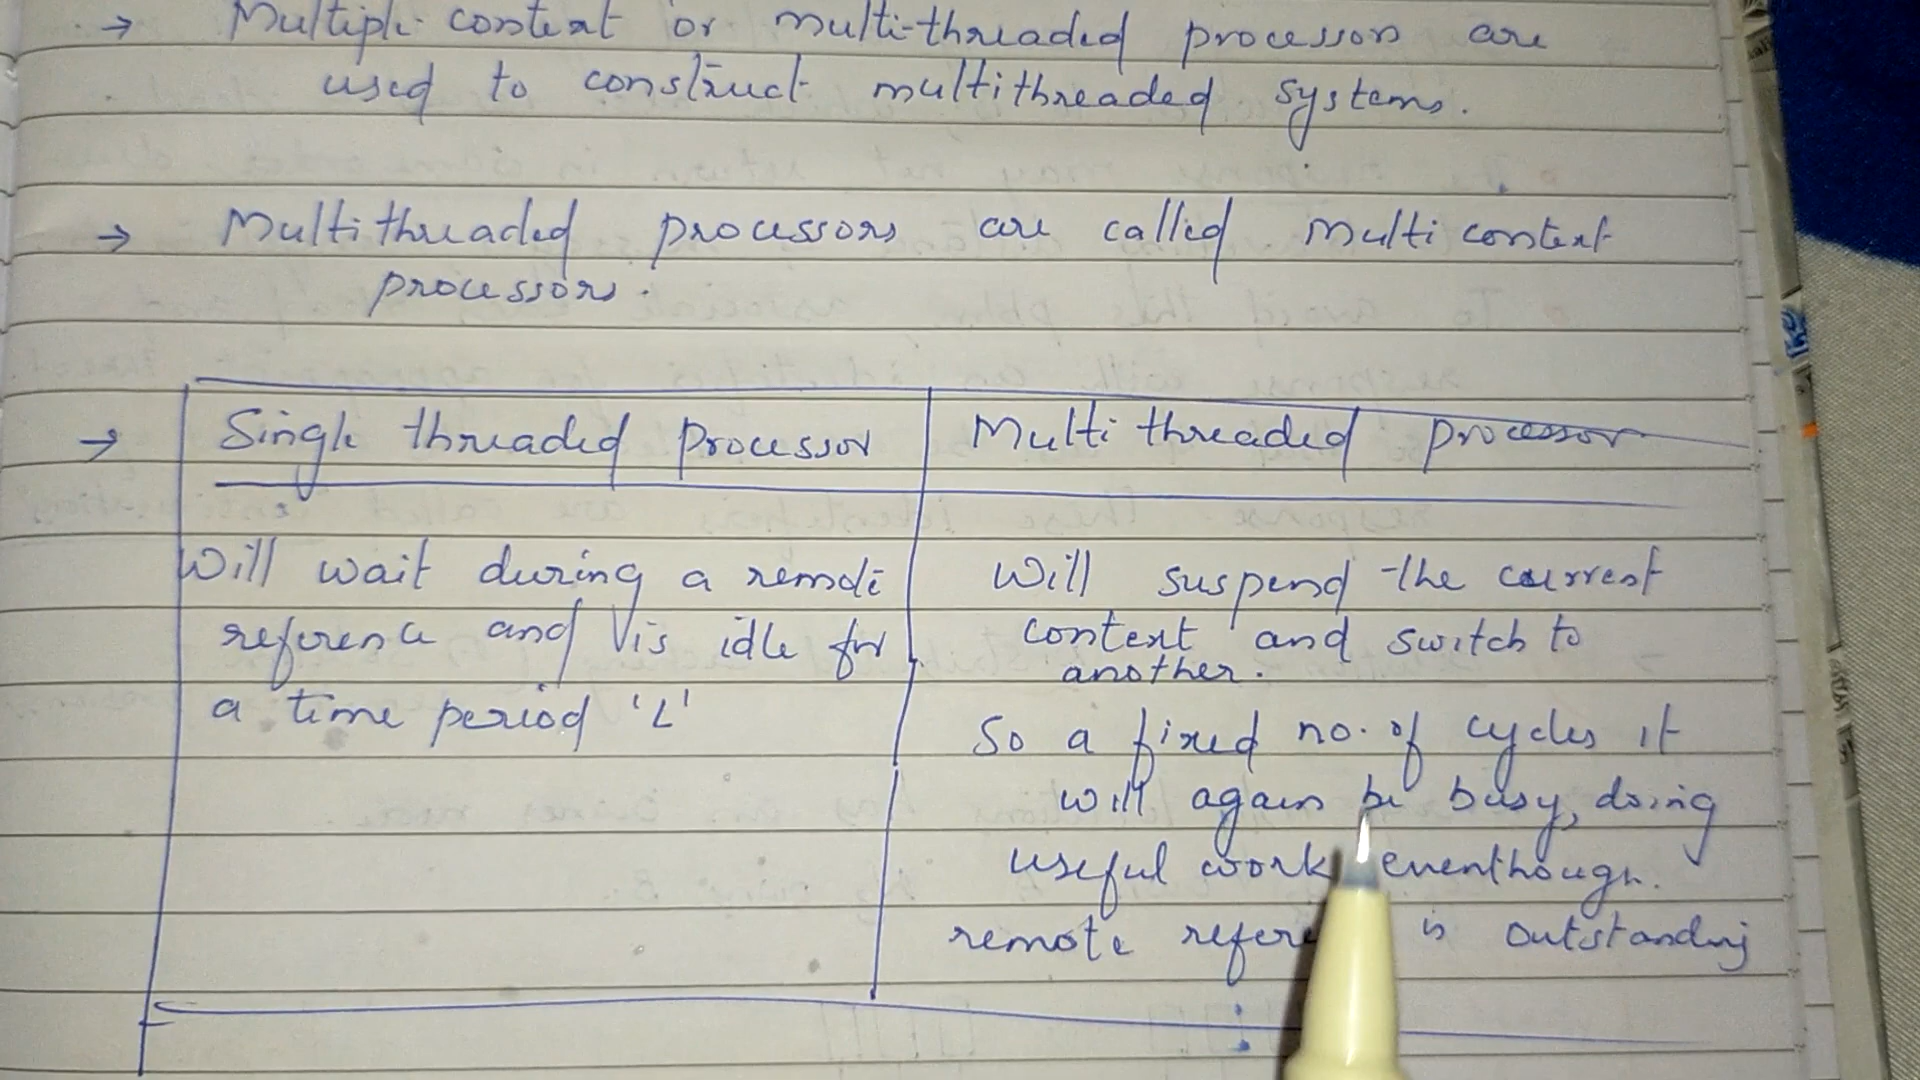 → Multiple context or multi-threaded processors are
used to construct multithreaded systems.
→ Multithreaded processors are called multi context
processors.
→ Single threaded Processor
Will wait during a remote
reference and is idle for
a time period 'L'
Multi threaded processor
Will suspend the current
context and switch to
another.
So a fixed no. of cycles it
will again be busy, doing
useful work eventhough.
remote is outstanding